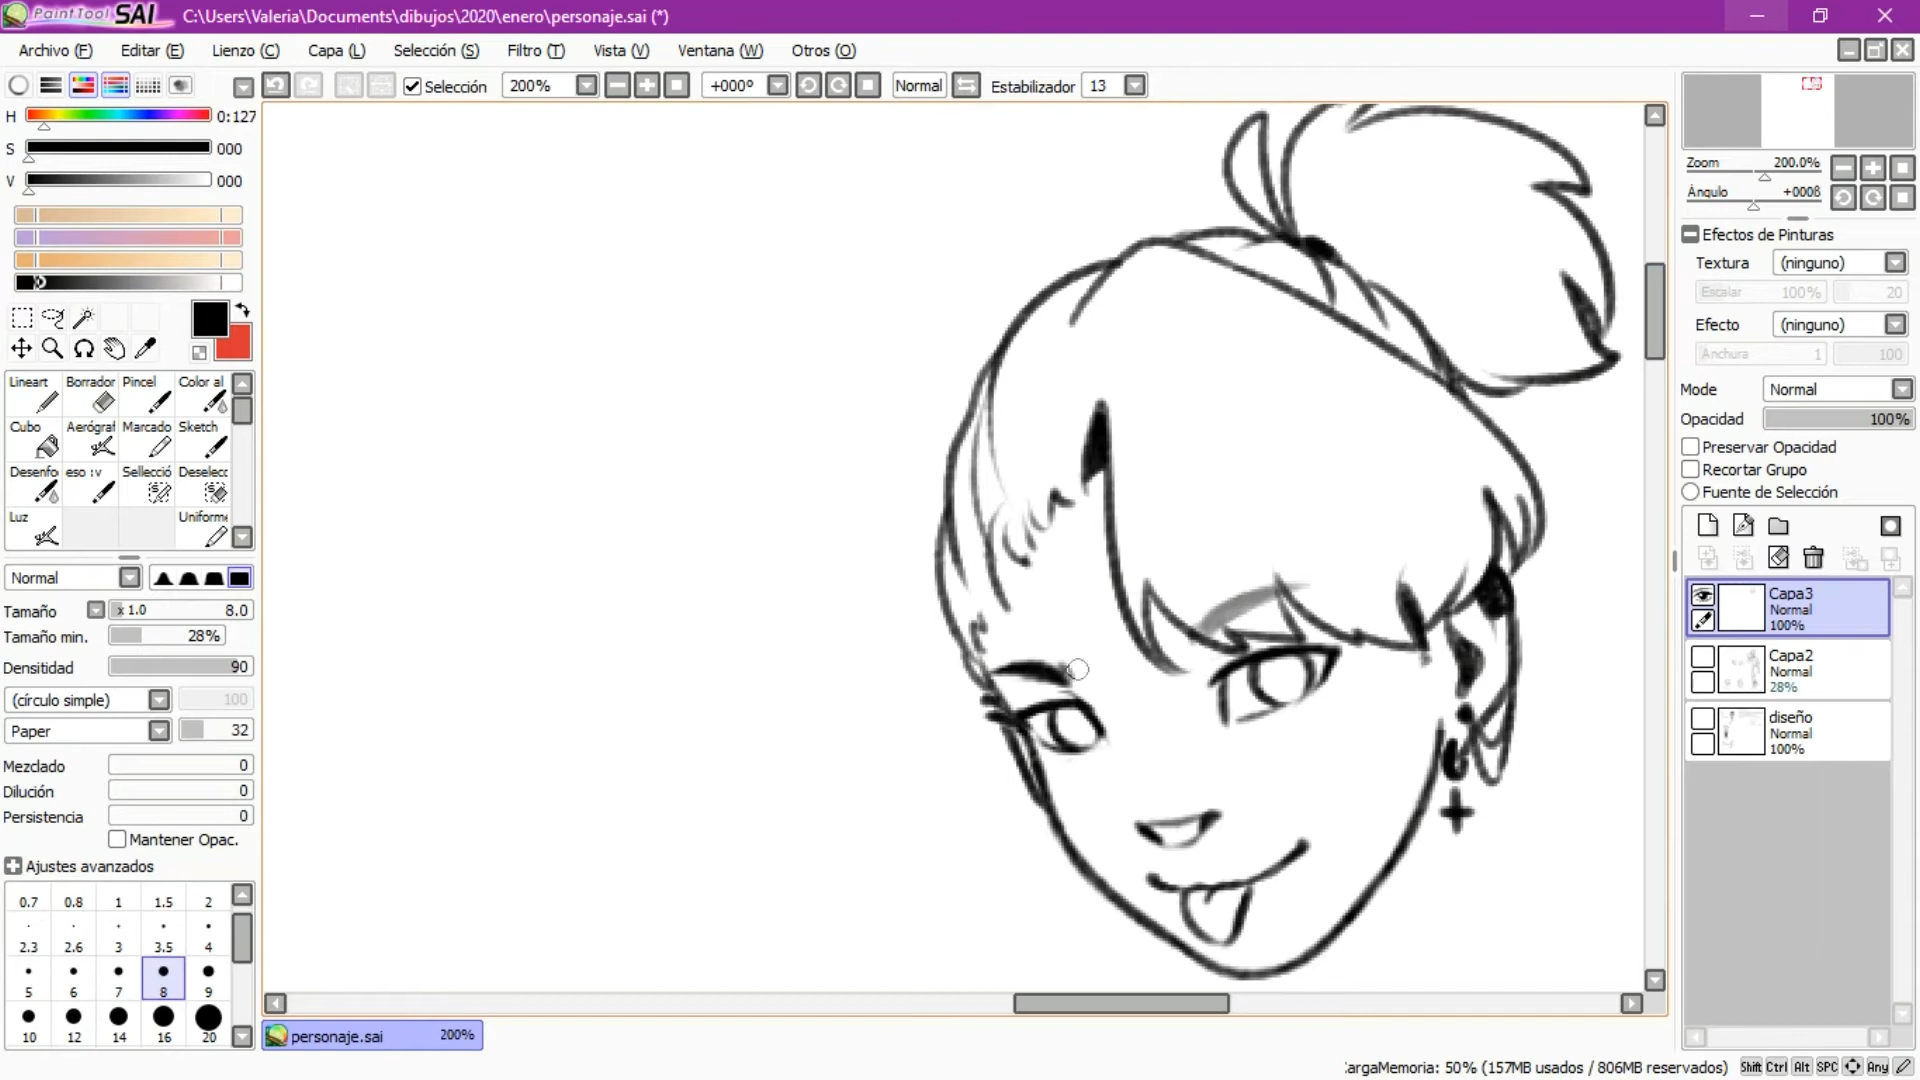 PaintTool SAI C:\Users\Valeria\Documents\dibujos\2020\enero\personaje.sai (*)
Archivo (F) Editar (E) Lienzo (C) Capa (L) Selección (S) Filtro (T) Vista (V) Ventana (W) Otros (O)
Selección 200% +000º Normal Estabilizador 13
H 0:127
S 000
V 000
Lineart Borrador Pincel Color al
Cubo Aerógraf Marcado Sketch
Desenfo eso :v Sellecció Deselecc
Luz Uniforme
Normal
Tamaño x 1.0 8.0
Tamaño min. 28%
Densitidad 90
(círculo simple) 100
Paper 32
Mezclado 0
Dilución 0
Persistencia 0
Mantener Opac.
Ajustes avanzados
0.7 0.8 1 1.5 2
2.3 2.6 3 3.5 4
5 6 7 8 9
10 12 14 16 20
personaje.sai 200%
Zoom 200.0%
Ángulo +000ß
Efectos de Pinturas
Textura (ninguno)
Escalar 100% 20
Efecto (ninguno)
Anchura 1 100
Mode Normal
Opacidad 100%
Preservar Opacidad
Recortar Grupo
Fuente de Selección
Capa3
Normal
100%
Capa2
Normal
28%
diseño
Normal
100%
CargaMemoria: 50% (157MB usados / 806MB reservados) Shift Ctrl Alt SPC Any